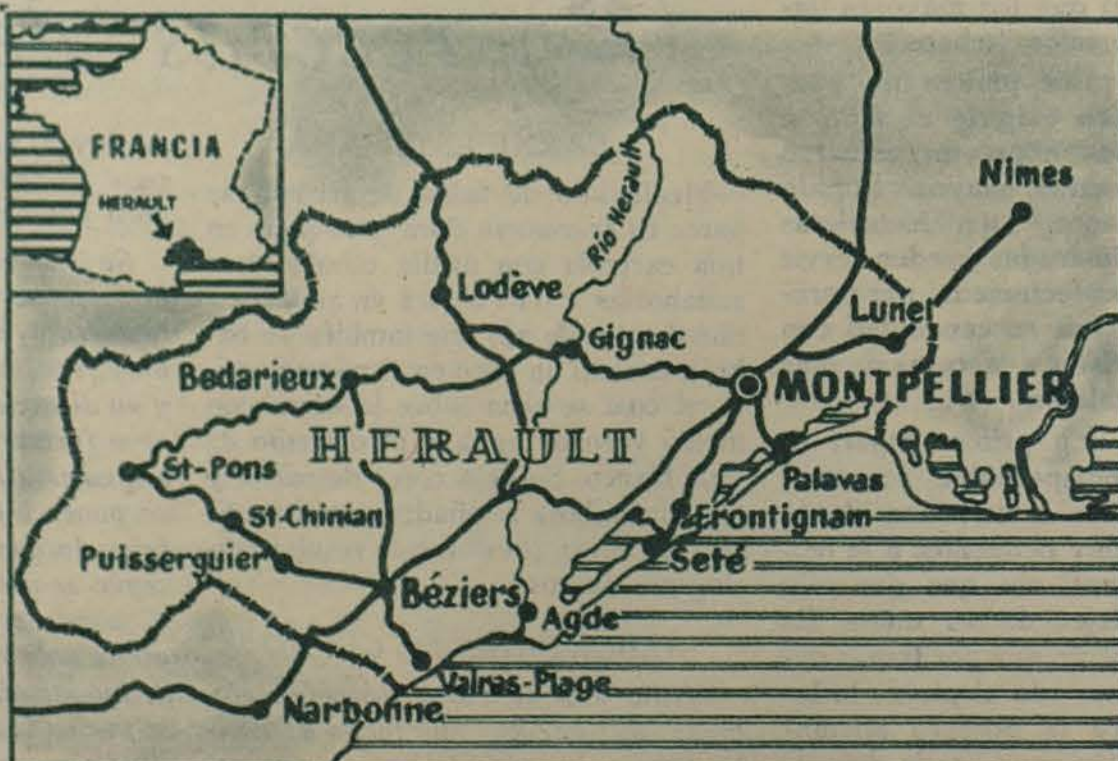 FRANCIA
HERAULT
Nimes
Rio Herault
Lodève
Lunel
Gignac
Bedarieux
MONTPELLIER
HERAULT
St-Pons
Palavas
St-Chinian
Frontignam
Puisserguier
Seté
Béziers
Agde
Valras-Plage
Narbonne